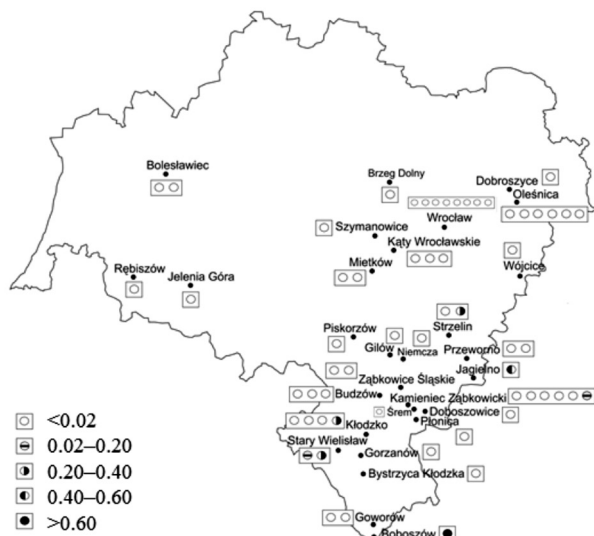 Bolesławiec
Brzeg Dolny
Dobroszyce
Oleśnica
Wrocław
Szymanowice
Kąty Wrocławskie
Mietków
Wójcice
Rębiszów
Jelenia Góra
Strzelin
Piskorzów
Gilów
Niemcza
Przeworno
Jagielno
Ząbkowice Śląskie
Budzów
Kamieniec Ząbkowicki
Śrem
Doboszowice
Płonica
Kłodzko
Stary Wielisław
Gorzanów
Bystrzyca Kłodzka
Goworów
Boboszów
<0.02
0.02–0.20
0.20–0.40
0.40–0.60
>0.60